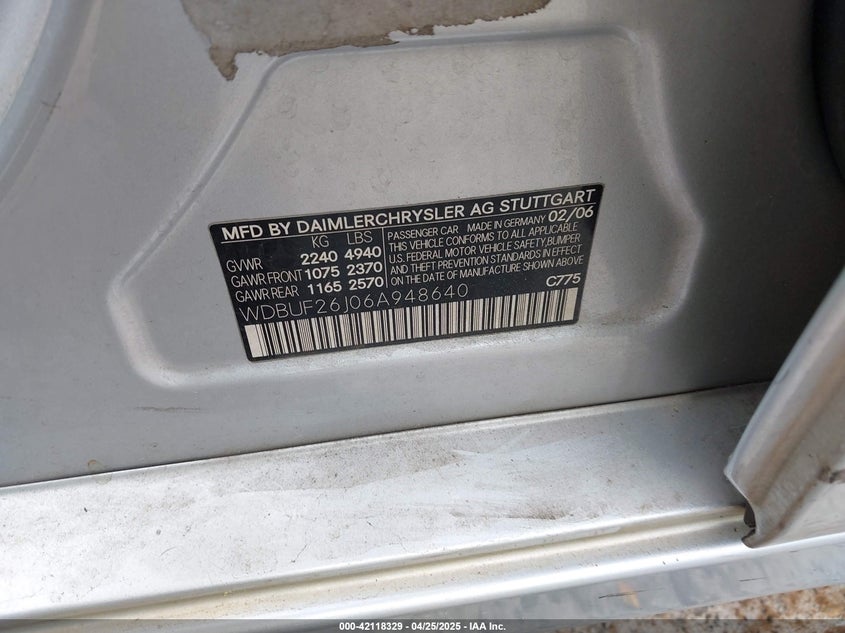 MFD BY DAIMLERCHRYSLER AG STUTTGART
KG LBS
GVWR 2240 4940
GAWR FRONT 1075 2370
GAWR REAR 1165 2570
PASSENGER CAR MADE IN GERMANY 02/06
THIS VEHICLE CONFORMS TO ALL APPLICABLE
U.S. FEDERAL MOTOR VEHICLE SAFETY,BUMPER
AND THEFT PREVENTION STANDARDS IN EFFECT
ON THE DATE OF MANUFACTURE SHOWN ABOVE.
C775
WDBUF26J06A948640
000-42118329 - 04/25/2025 - IAA Inc.